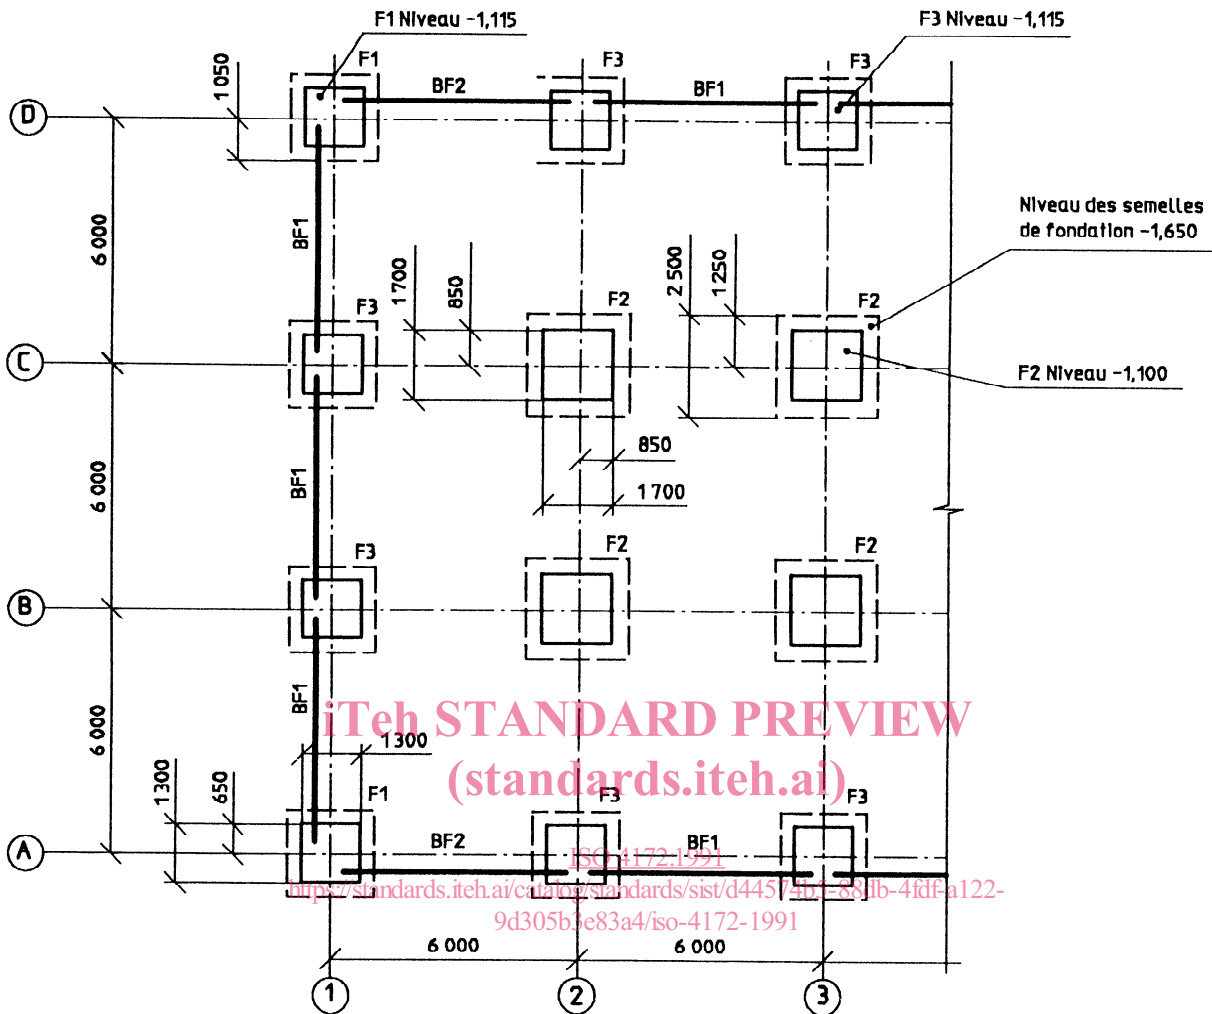 F1 Niveau -1,115
F3 Niveau -1,115
F1
F3
F3
1 050
BF2
BF1
D
6 000
BF1
Niveau des semelles
de fondation -1,650
1 700
850
2 500
1 250
F3
F2
F2
C
F2 Niveau -1,100
850
1 700
6 000
BF1
F3
F2
F2
B
6 000
BF1
iTeh STANDARD PREVIEW
1 300
(standards.iteh.ai)
1 300
650
F1
F3
F3
A
BF2
BF1
ISO 4172:1991
https://standards.iteh.ai/catalog/standards/sist/d44574b5-88db-4fdf-a122-
9d305b3e83a4/iso-4172-1991
6 000
6 000
1
2
3